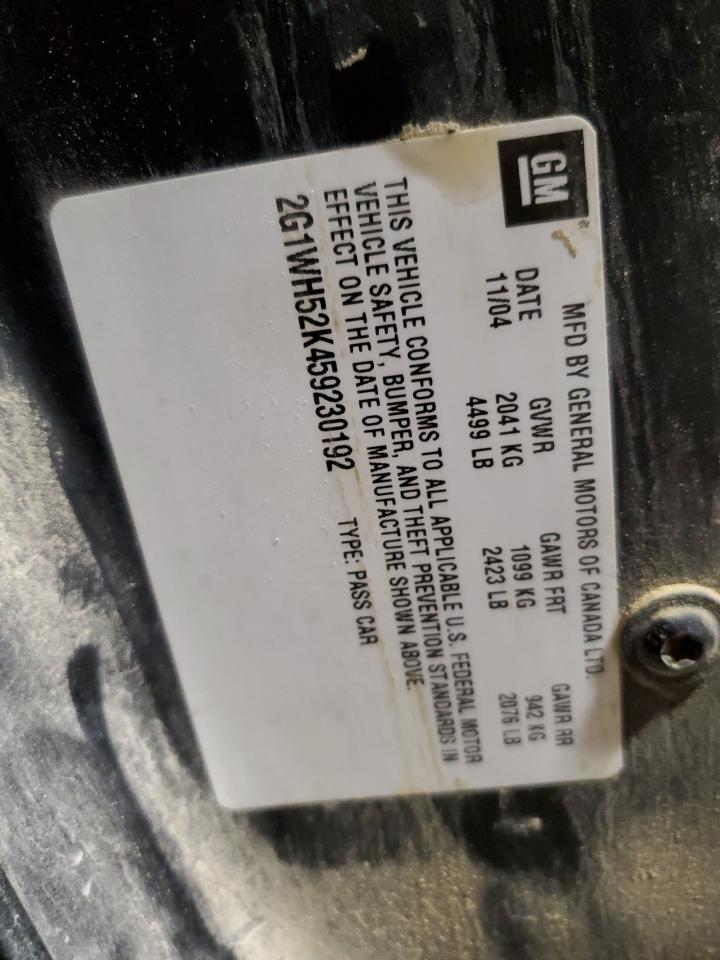 GM
MFD BY GENERAL MOTORS OF CANADA LTD.
DATE GVWR GAWR FRT GAWR RR
11/04 2041 KG 1099 KG 942 KG
4499 LB 2423 LB 2076 LB
THIS VEHICLE CONFORMS TO ALL APPLICABLE U.S. FEDERAL MOTOR
VEHICLE SAFETY, BUMPER, AND THEFT PREVENTION STANDARDS IN
EFFECT ON THE DATE OF MANUFACTURE SHOWN ABOVE.
2G1WH52K459230192 TYPE: PASS CAR